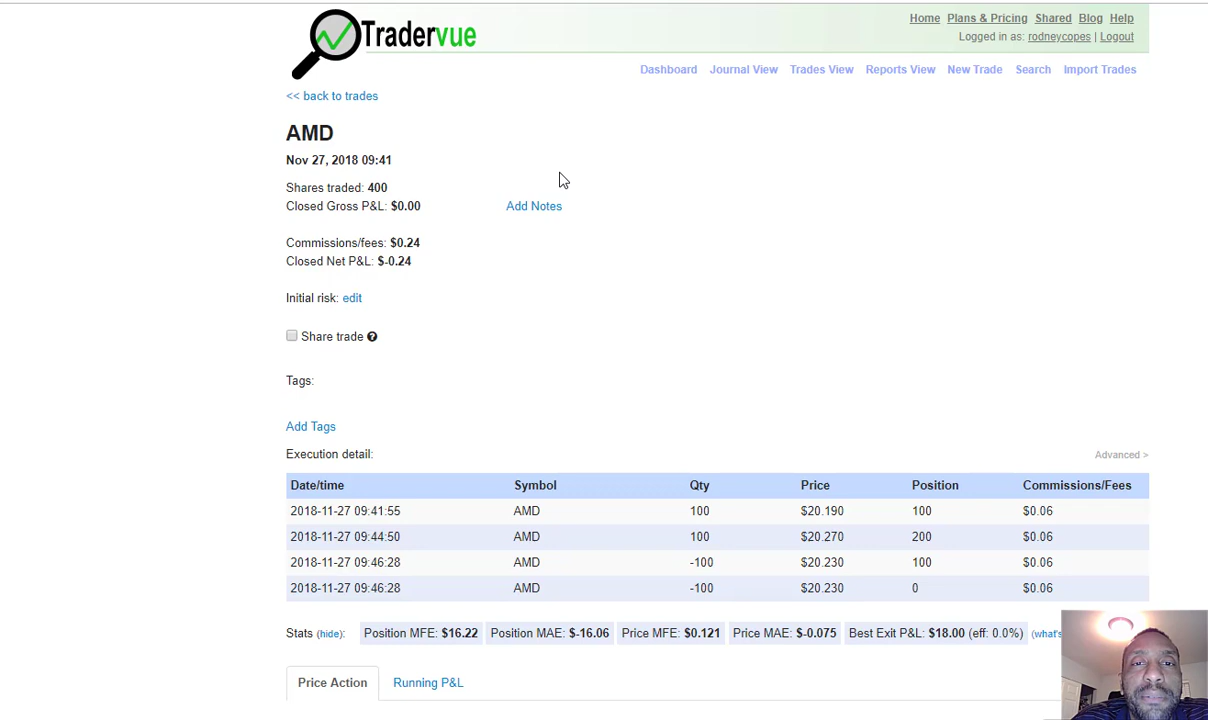 Tradervue
Home Plans & Pricing Shared Blog Help
Logged in as: rodneycopes | Logout
Dashboard Journal View Trades View Reports View New Trade Search Import Trades
<< back to trades
AMD
Nov 27, 2018 09:41
Shares traded: 400
Closed Gross P&L: $0.00 Add Notes
Commissions/fees: $0.24
Closed Net P&L: $-0.24
Initial risk: edit
Share trade ?
Tags:
Add Tags
Execution detail: Advanced >
Date/time Symbol Qty Price Position Commissions/Fees
2018-11-27 09:41:55 AMD 100 $20.190 100 $0.06
2018-11-27 09:44:50 AMD 100 $20.270 200 $0.06
2018-11-27 09:46:28 AMD -100 $20.230 100 $0.06
2018-11-27 09:46:28 AMD -100 $20.230 0 $0.06
Stats (hide): Position MFE: $16.22 Position MAE: $-16.06 Price MFE: $0.121 Price MAE: $-0.075 Best Exit P&L: $18.00 (eff: 0.0%) (what's
Price Action Running P&L